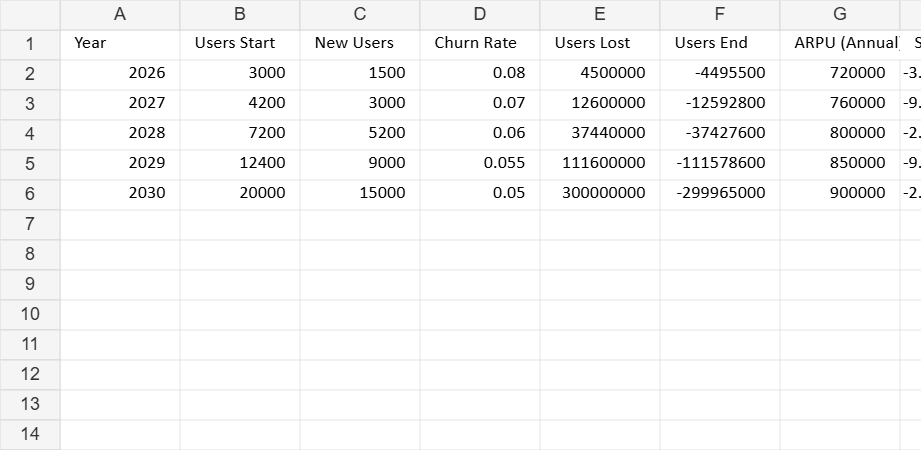 A B C D E F G
1 Year Users Start New Users Churn Rate Users Lost Users End ARPU (Annual S
2 2026 3000 1500 0.08 4500000 -4495500 720000 -3.
3 2027 4200 3000 0.07 12600000 -12592800 760000 -9.
4 2028 7200 5200 0.06 37440000 -37427600 800000 -2.
5 2029 12400 9000 0.055 111600000 -111578600 850000 -9.
6 2030 20000 15000 0.05 300000000 -299965000 900000 -2.
7
8
9
10
11
12
13
14